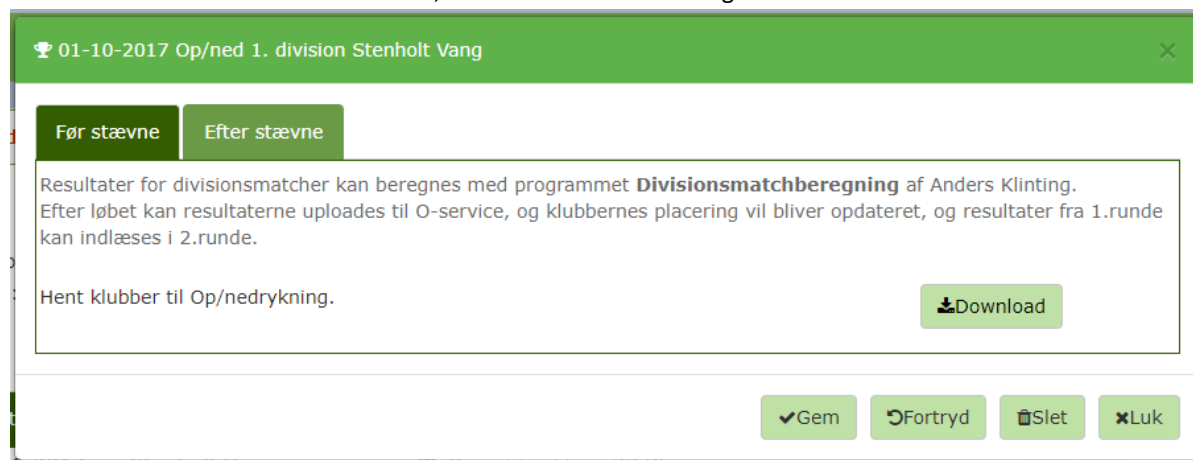 01-10-2017 Op/ned 1. division Stenholt Vang
Før stævne Efter stævne
Resultater for divisionsmatcher kan beregnes med programmet Divisionsmatchberegning af Anders Klinting.
Efter løbet kan resultaterne uploades til O-service, og klubbernes placering vil bliver opdateret, og resultater fra 1.runde
kan indlæses i 2.runde.
Hent klubber til Op/nedrykning.
Download
Gem Fortryd Slet Luk